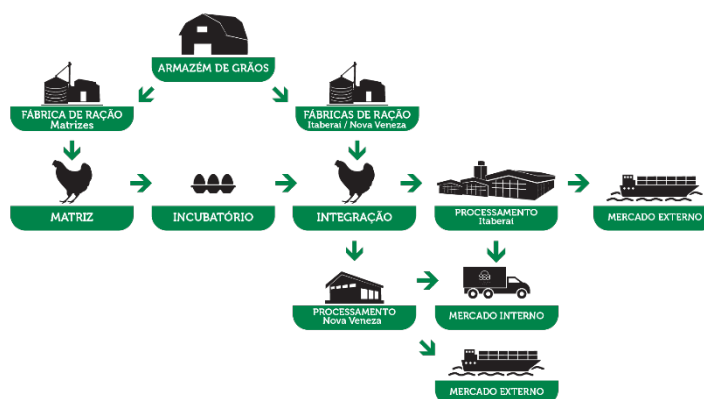 ARMAZÉM DE GRÃOS
FÁBRICA DE RAÇÃO
Matrizes
FÁBRICAS DE RAÇÃO
Itaberaí / Nova Veneza
MATRIZ
INCUBATÓRIO
INTEGRAÇÃO
PROCESSAMENTO
Itaberaí
MERCADO EXTERNO
PROCESSAMENTO
Nova Veneza
MERCADO INTERNO
MERCADO EXTERNO